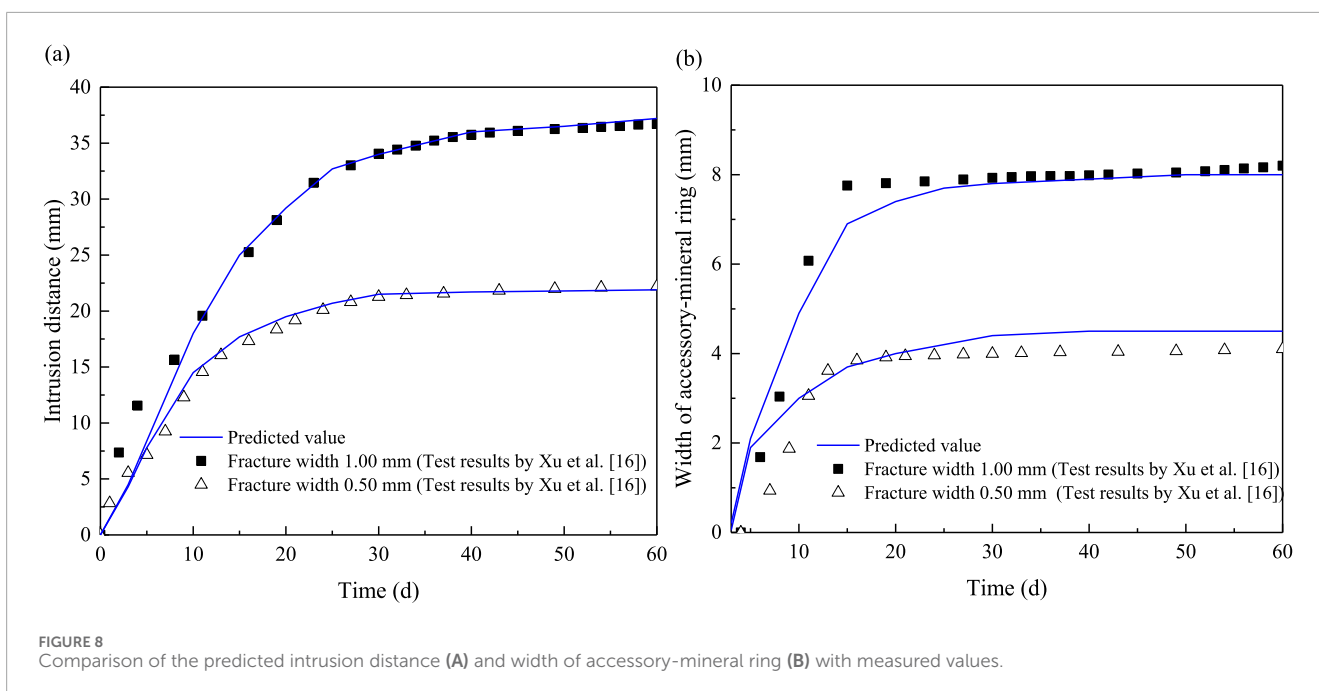 (a)
40
35
30
25
20
15
10
5
0
Intrusion distance (mm)
Predicted value
Fracture width 1.00 mm (Test results by Xu et al. [16])
Fracture width 0.50 mm (Test results by Xu et al. [16])
0 10 20 30 40 50 60
Time (d)
(b)
10
8
6
4
2
0
Width of accessory-mineral ring (mm)
Predicted value
Fracture width 1.00 mm (Test results by Xu et al. [16])
Fracture width 0.50 mm (Test results by Xu et al. [16])
10 20 30 40 50 60
Time (d)
FIGURE 8
Comparison of the predicted intrusion distance (A) and width of accessory-mineral ring (B) with measured values.